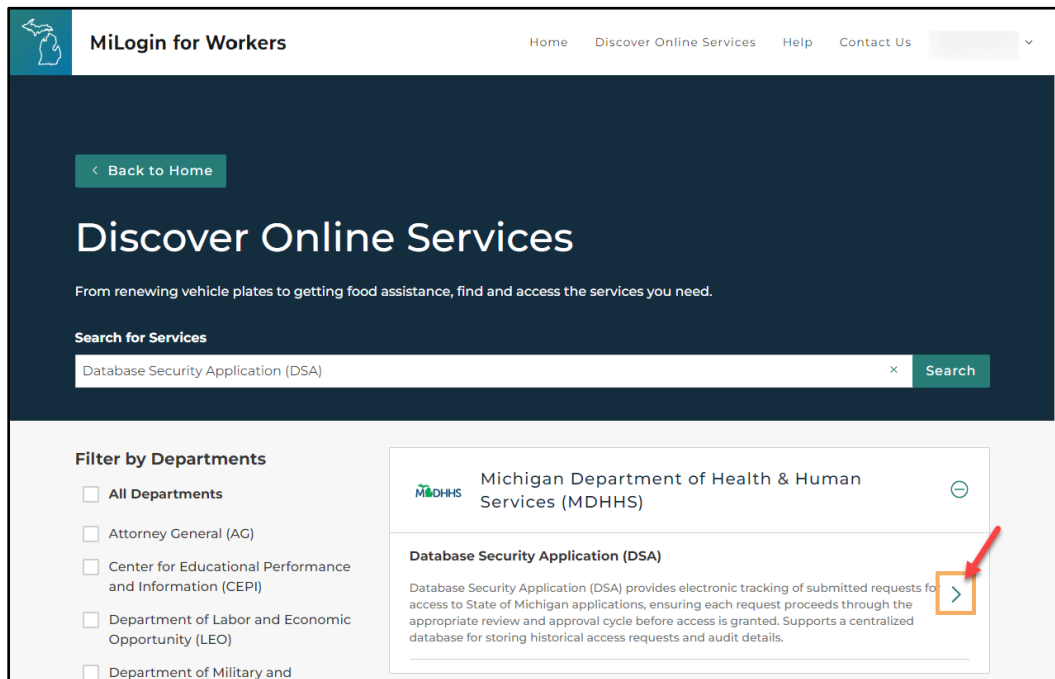 MiLogin for Workers
Home Discover Online Services Help Contact Us
< Back to Home
Discover Online Services
From renewing vehicle plates to getting food assistance, find and access the services you need.
Search for Services
Database Security Application (DSA) × Search
Filter by Departments
All Departments
Attorney General (AG)
Center for Educational Performance
and Information (CEPI)
Department of Labor and Economic
Opportunity (LEO)
Department of Military and
MDHHS
Michigan Department of Health & Human
Services (MDHHS)
Database Security Application (DSA)
Database Security Application (DSA) provides electronic tracking of submitted requests for
access to State of Michigan applications, ensuring each request proceeds through the
appropriate review and approval cycle before access is granted. Supports a centralized
database for storing historical access requests and audit details.